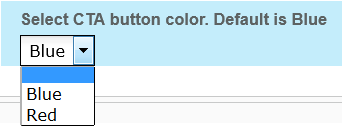 Select CTA button color. Default is Blue
Blue
Blue
Red